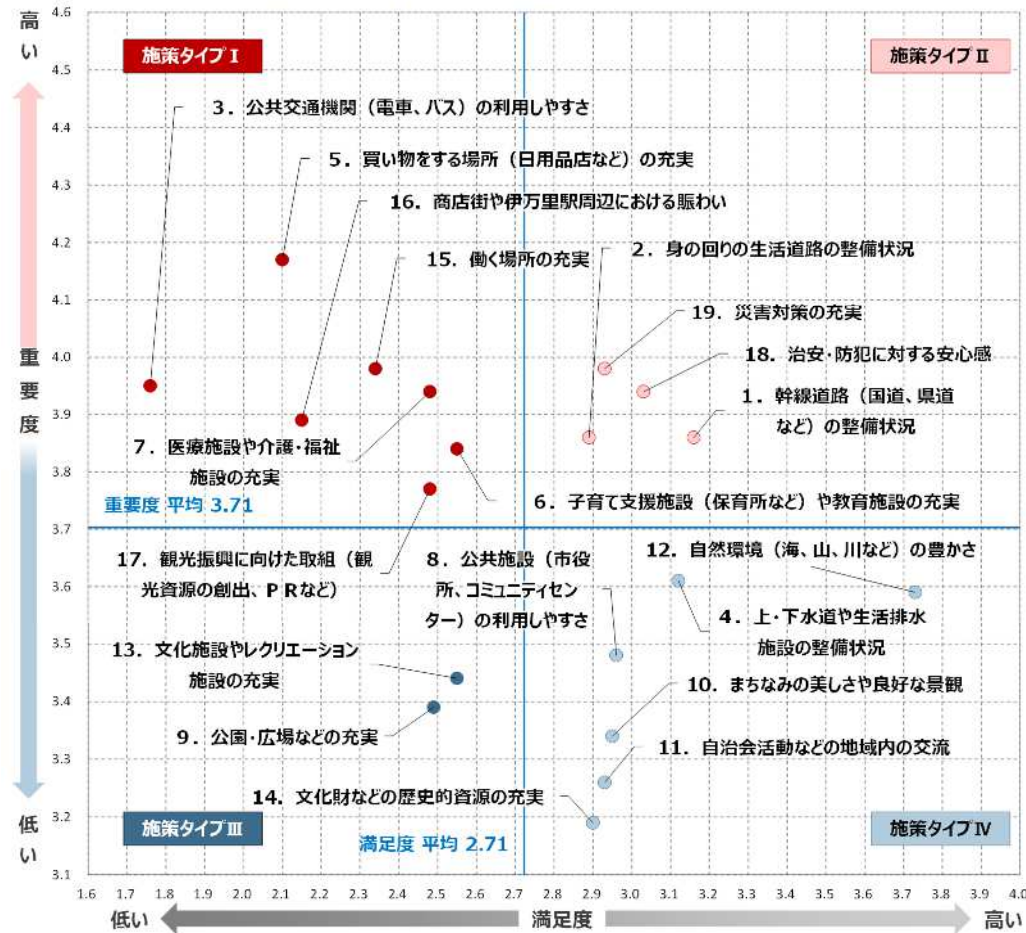 高い
重要度
低い
4.6
4.5
4.4
4.3
4.2
4.1
4.0
3.9
3.8
3.7
3.6
3.5
3.4
3.3
3.2
3.1
施策タイプⅠ
施策タイプⅡ
3．公共交通機関（電車、バス）の利用しやすさ
5．買い物をする場所（日用品店など）の充実
16．商店街や伊万里駅周辺における賑わい
15．働く場所の充実
2．身の回りの生活道路の整備状況
19．災害対策の充実
18．治安・防犯に対する安心感
1．幹線道路（国道、県道
など）の整備状況
7．医療施設や介護・福祉
施設の充実
6．子育て支援施設（保育所など）や教育施設の充実
重要度 平均 3.71
17．観光振興に向けた取組（観
光資源の創出、ＰＲなど）
8．公共施設（市役
所、コミュニティセン
ター）の利用しやすさ
12．自然環境（海、山、川など）の豊かさ
4．上・下水道や生活排水
施設の整備状況
13．文化施設やレクリエーション
施設の充実
10．まちなみの美しさや良好な景観
9．公園・広場などの充実
11．自治会活動などの地域内の交流
14．文化財などの歴史的資源の充実
施策タイプⅢ
満足度 平均 2.71
施策タイプⅣ
1.6 1.7 1.8 1.9 2.0 2.1 2.2 2.3 2.4 2.5 2.6 2.7 2.8 2.9 3.0 3.1 3.2 3.3 3.4 3.5 3.6 3.7 3.8 3.9 4.0
低い 満足度 高い